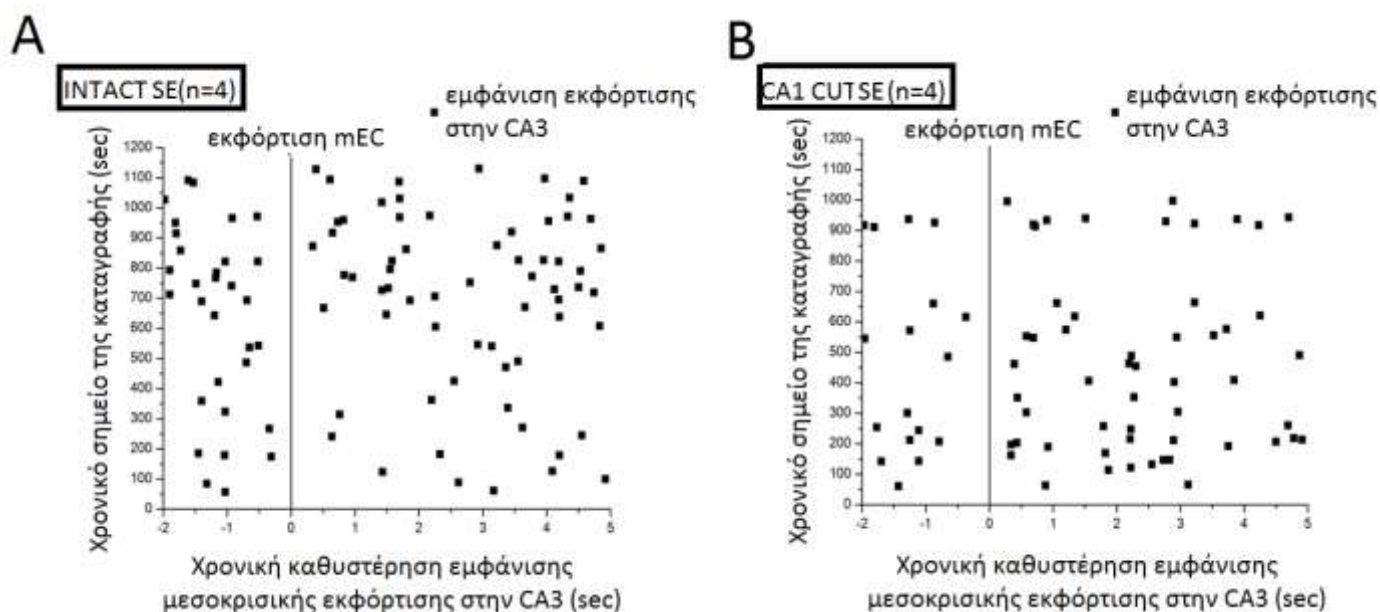 A
INTACT SE(n=4)
εμφάνιση εκφόρτισης
στην CA3
εκφόρτιση mEC
Χρονικό σημείο της καταγραφής (sec)
1200
1100
1000
900
800
700
600
500
400
300
200
100
0
-2 -1 0 1 2 3 4 5
Χρονική καθυστέρηση εμφάνισης
μεσοκρισικής εκφόρτισης στην CA3 (sec)
B
CA1 CUT SE (n=4)
εμφάνιση εκφόρτισης
στην CA3
εκφόρτιση mEC
Χρονικό σημείο της καταγραφής (sec)
1200
1100
1000
900
800
700
600
500
400
300
200
100
0
-2 -1 0 1 2 3 4 5
Χρονική καθυστέρηση εμφάνισης
μεσοκρισικής εκφόρτισης στην CA3 (sec)